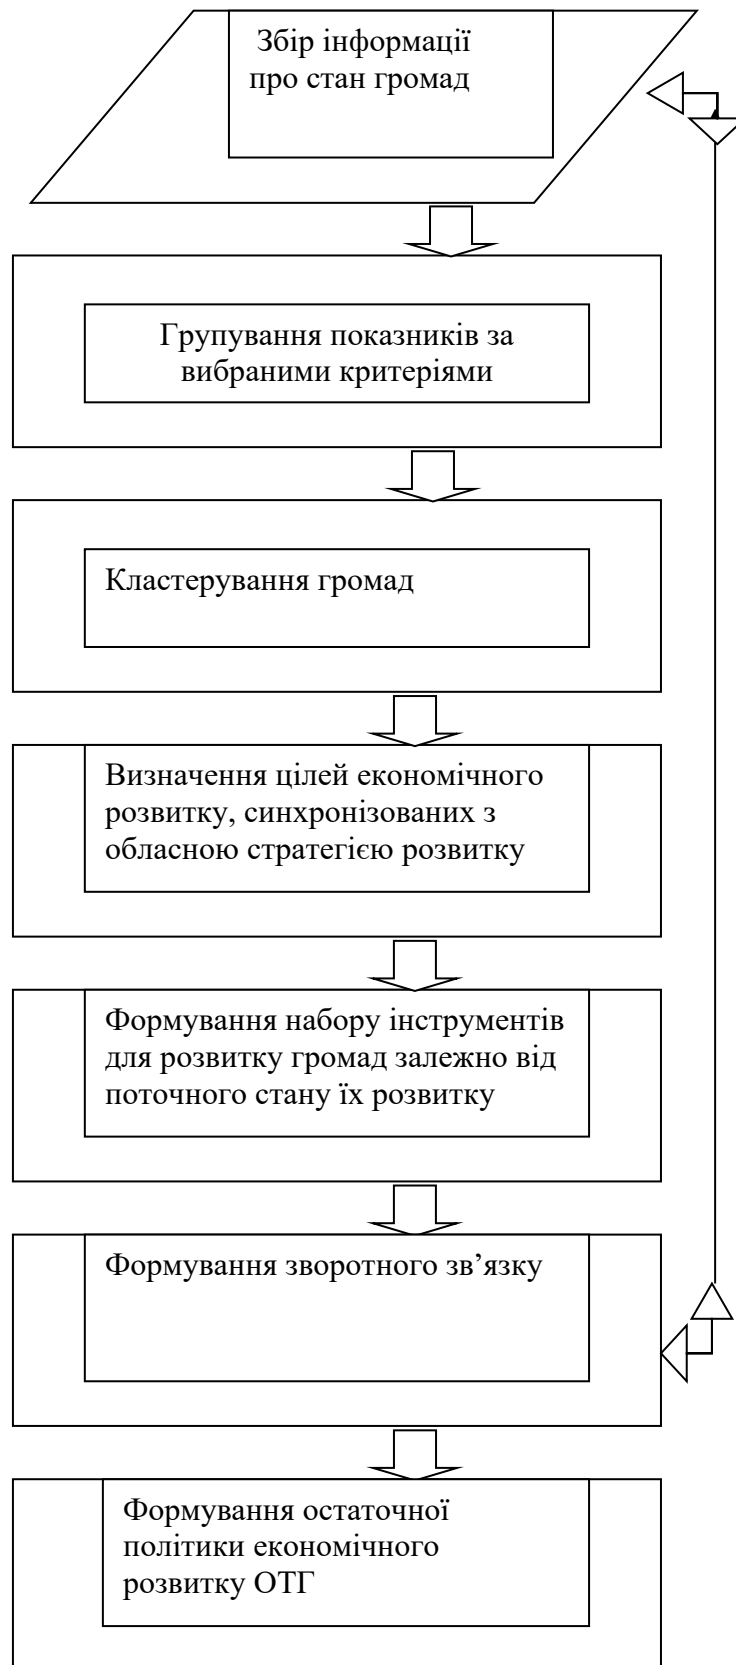 Збір інформації
про стан громад
Групування показників за
вибраними критеріями
Кластерування громад
Визначення цілей економічного
розвитку, синхронізованих з
обласною стратегією розвитку
Формування набору інструментів
для розвитку громад залежно від
поточного стану їх розвитку
Формування зворотного зв’язку
Формування остаточної
політики економічного
розвитку ОТГ